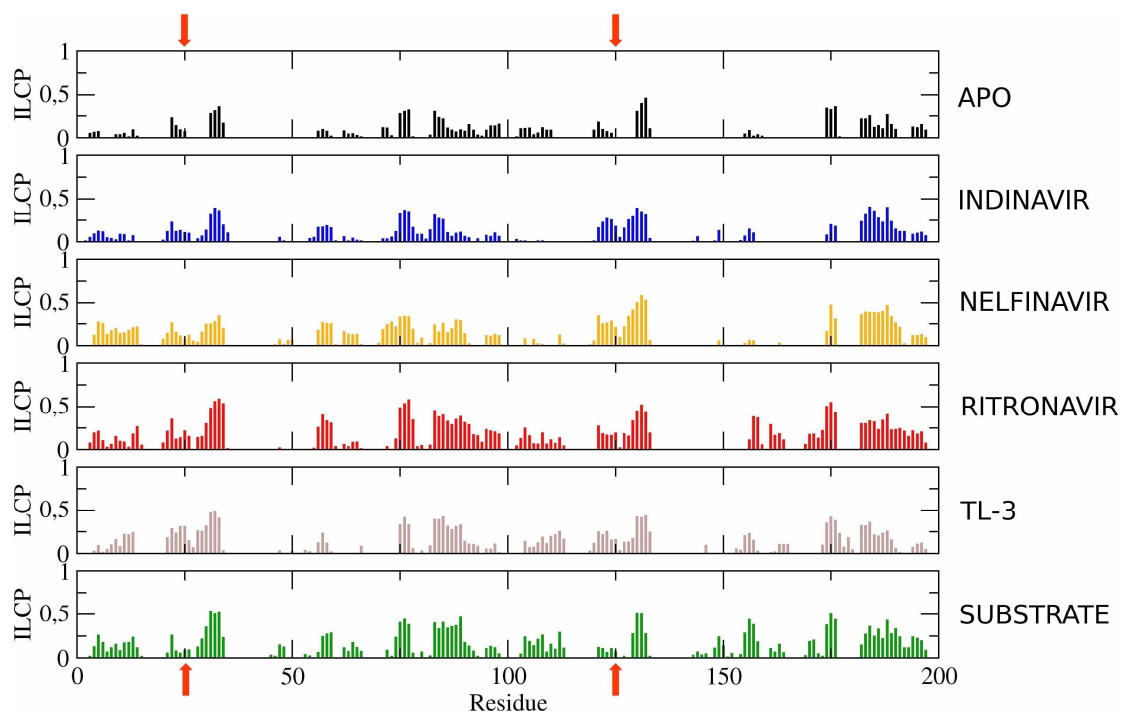 1
0,5
0
ILCP
APO
1
0,5
0
ILCP
INDINAVIR
1
0,5
0
ILCP
NELFINAVIR
1
0,5
0
ILCP
RITRONAVIR
1
0,5
0
ILCP
TL-3
1
0,5
0
ILCP
SUBSTRATE
0 50 100 150 200
Residue